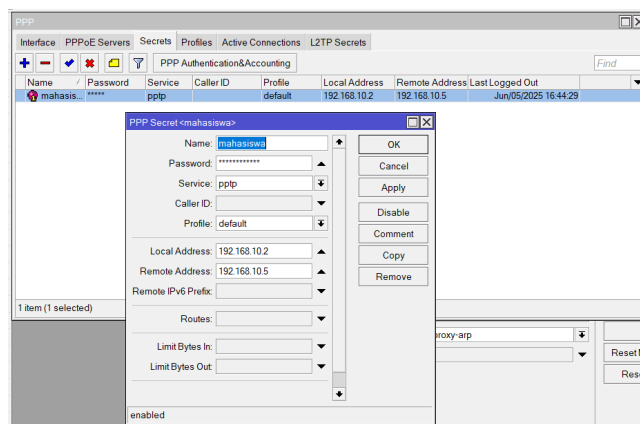 PPP
Interface PPPoE Servers Secrets Profiles Active Connections L2TP Secrets
PPP Authentication&Accounting Find
Name / Password Service Caller ID Profile Local Address Remote Address Last Logged Out
mahasis... ***** pptp default 192.168.10.2 192.168.10.5 Jun/05/2025 16:44:29
PPP Secret <mahasiswa>
Name: mahasiswa OK
Password: ************ Cancel
Service: pptp Apply
Caller ID: Disable
Profile: default Comment
Local Address: 192.168.10.2 Copy
Remote Address: 192.168.10.5 Remove
Remote IPv6 Prefix:
1 item (1 selected)
Routes:
roxy-arp
Limit Bytes In: Reset
Limit Bytes Out: Res
enabled